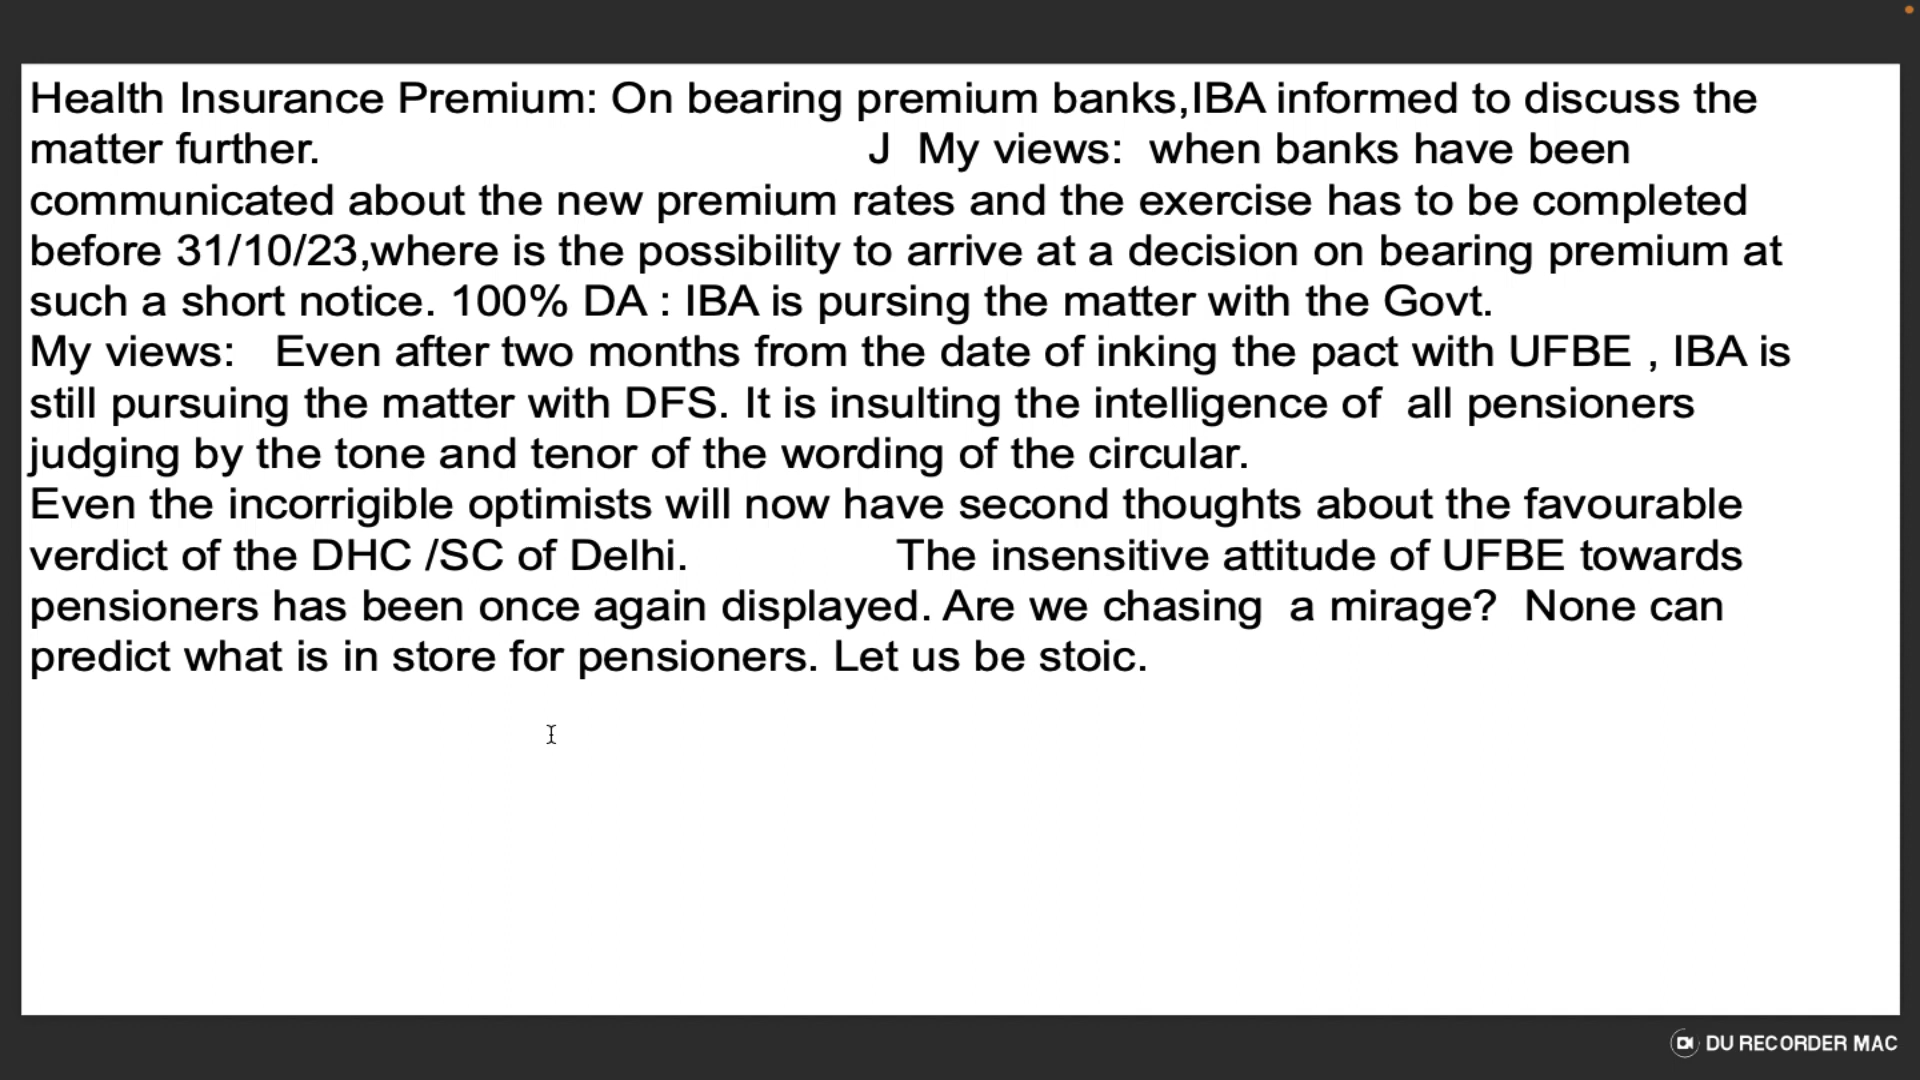 Health Insurance Premium: On bearing premium banks,IBA informed to discuss the
matter further. J My views: when banks have been
communicated about the new premium rates and the exercise has to be completed
before 31/10/23,where is the possibility to arrive at a decision on bearing premium at
such a short notice. 100% DA : IBA is pursing the matter with the Govt.
My views: Even after two months from the date of inking the pact with UFBE , IBA is
still pursuing the matter with DFS. It is insulting the intelligence of all pensioners
judging by the tone and tenor of the wording of the circular.
Even the incorrigible optimists will now have second thoughts about the favourable
verdict of the DHC /SC of Delhi. The insensitive attitude of UFBE towards
pensioners has been once again displayed. Are we chasing a mirage? None can
predict what is in store for pensioners. Let us be stoic.
DU RECORDER MAC